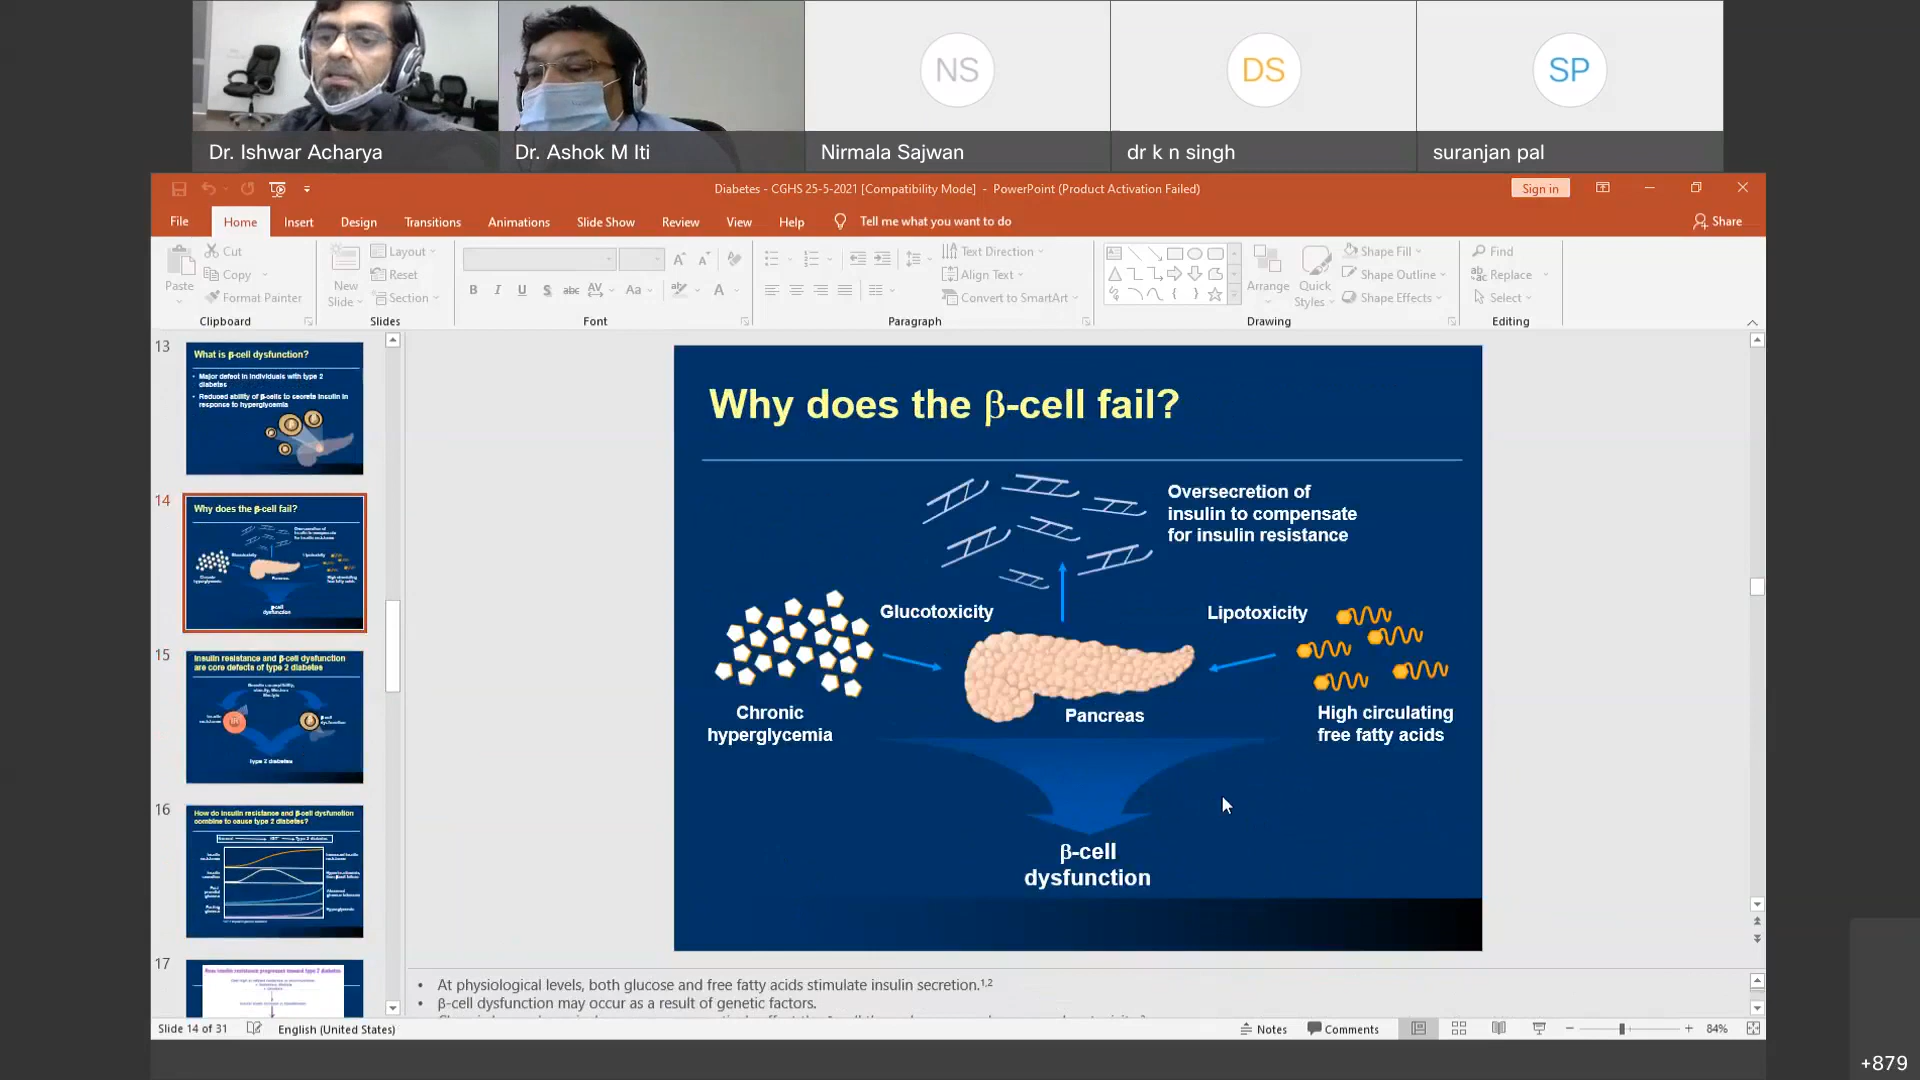 NS
DS
SP
Dr. Ishwar Acharya
Dr. Ashok M Iti
Nirmala Sajwan
dr k n singh
suranjan pal
Diabetes - CGHS 25-5-2021 [Compatibility Mode] - PowerPoint (Product Activation Failed)
Sign in
File
Home
Insert
Design
Transitions
Animations
Slide Show
Review
View
Help
Tell me what you want to do
Share
Paste
Cut
Copy
Format Painter
Clipboard
New
Slide
Layout
Reset
Section
Slides
Font
Text Direction
Align Text
Convert to SmartArt
Paragraph
Arrange
Quick
Styles
Shape Fill
Shape Outline
Shape Effects
Drawing
Find
Replace
Select
Editing
13
What is β-cell dysfunction?
• Major defect in individuals with type 2
diabetes
• Reduced ability of β-cells to secrete insulin in
response to hyperglycemia
14
Why does the β-cell fail?
15
Insulin resistance and β-cell dysfunction
are core defects of type 2 diabetes
Type 2 diabetes
16
How do insulin resistance and β-cell dysfunction
combine to cause type 2 diabetes?
17
Why does the β-cell fail?
Oversecretion of
insulin to compensate
for insulin resistance
Glucotoxicity
Lipotoxicity
Chronic
hyperglycemia
Pancreas
High circulating
free fatty acids
β-cell
dysfunction
• At physiological levels, both glucose and free fatty acids stimulate insulin secretion.¹,²
• β-cell dysfunction may occur as a result of genetic factors.
Slide 14 of 31
English (United States)
Notes
Comments
84%
+879